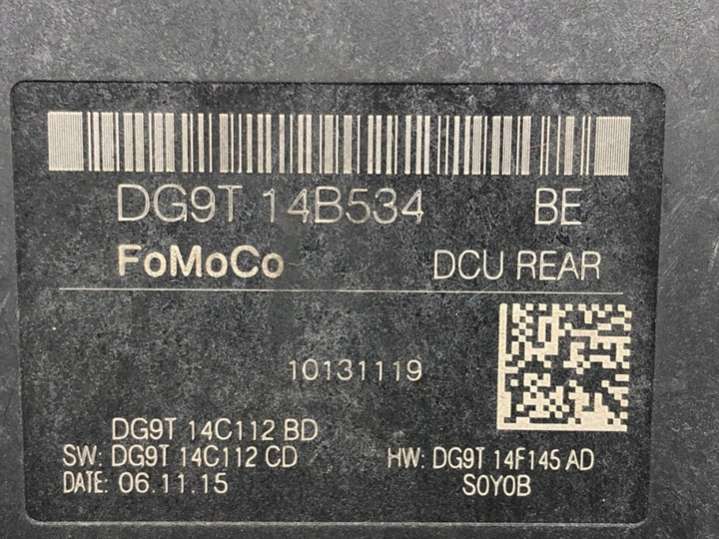 DG9T 14B534 BE
FoMoCo DCU REAR
10131119
DG9T 14C112 BD
SW: DG9T 14C112 CD HW: DG9T 14F145 AD
DATE: 06.11.15 S0Y0B